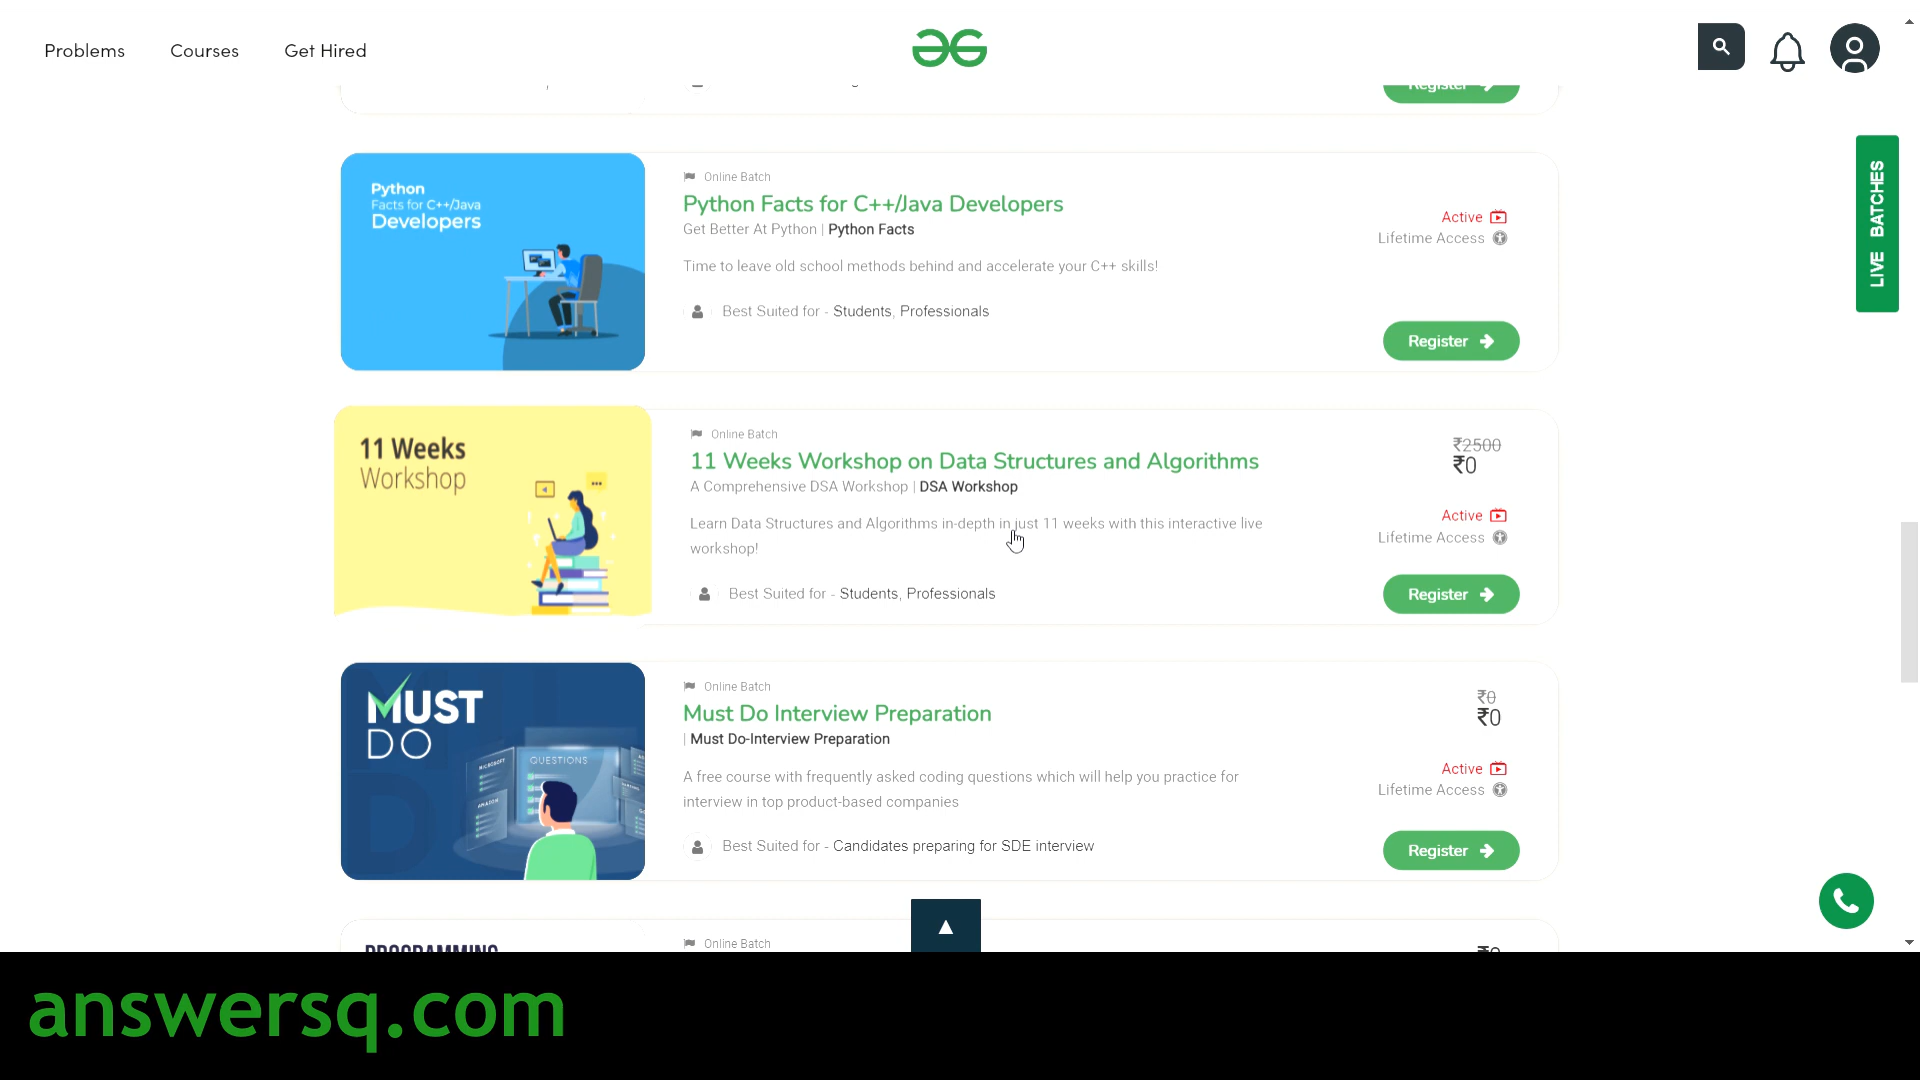 Problems
Courses
Get Hired
Register
LIVE BATCHES
Python
Facts for C++/Java
Developers
Online Batch
Python Facts for C++/Java Developers
Get Better At Python | Python Facts
Time to leave old school methods behind and accelerate your C++ skills!
Best Suited for - Students, Professionals
Active
Lifetime Access
Register
11 Weeks
Workshop
Online Batch
11 Weeks Workshop on Data Structures and Algorithms
A Comprehensive DSA Workshop | DSA Workshop
Learn Data Structures and Algorithms in-depth in just 11 weeks with this interactive live
workshop!
Best Suited for - Students, Professionals
₹2500
₹0
Active
Lifetime Access
Register
MUST
DO
MICROSOFT
QUESTIONS
AMAZON
Online Batch
Must Do Interview Preparation
| Must Do-Interview Preparation
A free course with frequently asked coding questions which will help you practice for
interview in top product-based companies
Best Suited for - Candidates preparing for SDE interview
₹0
₹0
Active
Lifetime Access
Register
PROGRAMMING
Online Batch
₹0
answersq.com